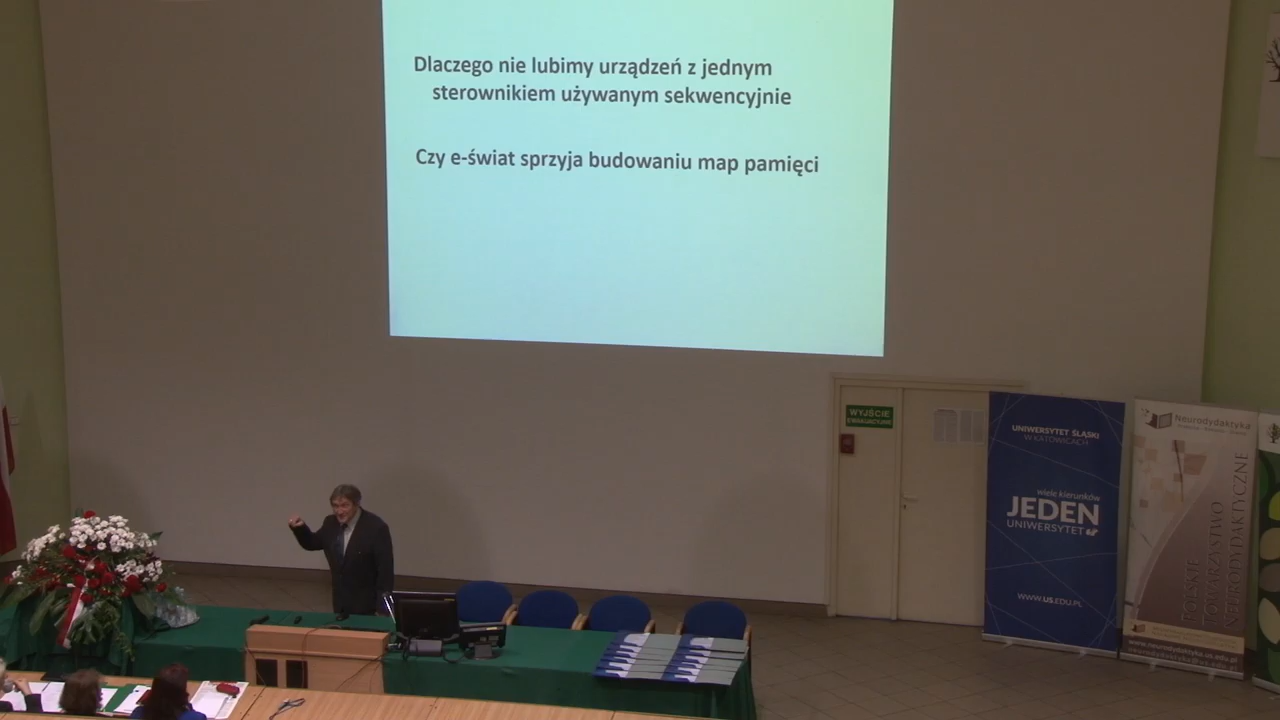 Dlaczego nie lubimy urządzeń z jednym
sterownikiem używanym sekwencyjnie
Czy e-świat sprzyja budowaniu map pamięci
WYJŚCIE
EWAKUACYJNE
UNIWERSYTET ŚLĄSKI
W KATOWICACH
wiele kierunków
JEDEN
UNIWERSYTET
WWW.US.EDU.PL
Neurodydaktyka
POLSKIE
TOWARZYSTWO
NEURODYDAKTYCZNE